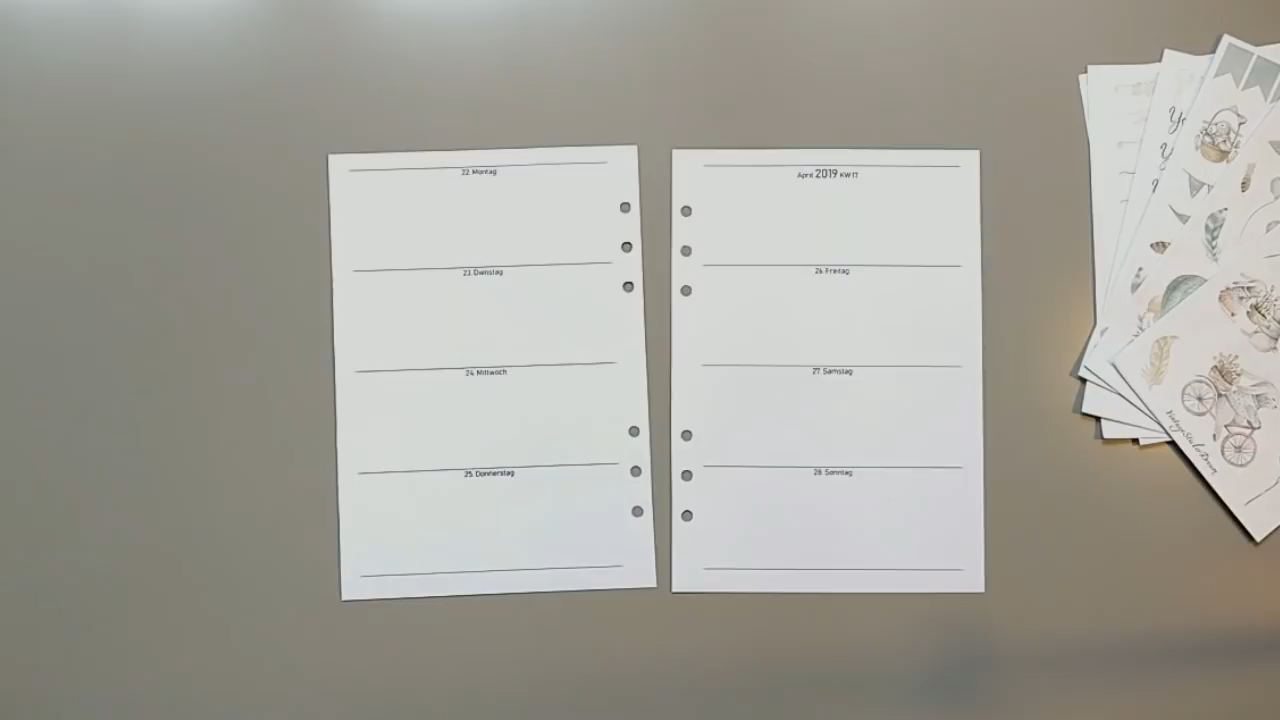 22. Montag
23. Dienstag
24. Mittwoch
25. Donnerstag
April 2019 KW 17
26. Freitag
27. Samstag
28. Sonntag